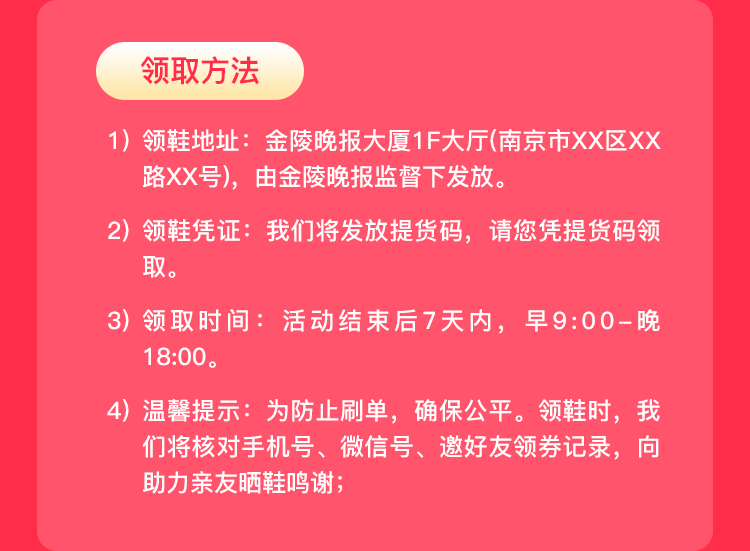 领取方法
1) 领鞋地址：金陵晚报大厦1F大厅(南京市XX区XX
路XX号)，由金陵晚报监督下发放。
2) 领鞋凭证：我们将发放提货码，请您凭提货码领
取。
3) 领取时间：活动结束后7天内，早9:00-晚
18:00。
4) 温馨提示：为防止刷单，确保公平。领鞋时，我
们将核对手机号、微信号、邀好友领券记录，向
助力亲友晒鞋鸣谢；